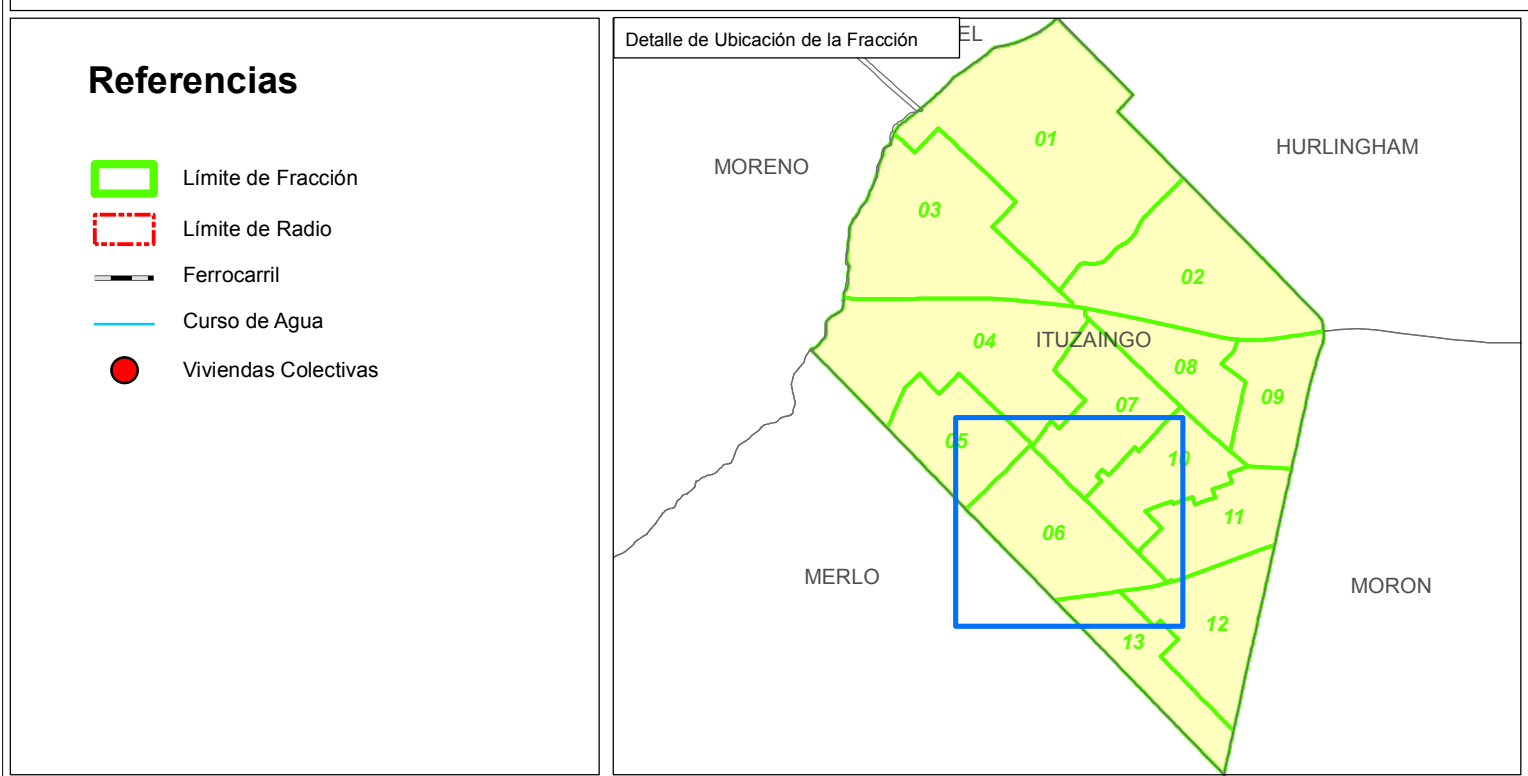 Referencias
Límite de Fracción
Límite de Radio
Ferrocarril
Curso de Agua
Viviendas Colectivas
Detalle de Ubicación de la Fracción
EL
MORENO
HURLINGHAM
01
03
02
ITUZAINGO
04
08
09
07
05
10
11
06
MERLO
MORON
12
13